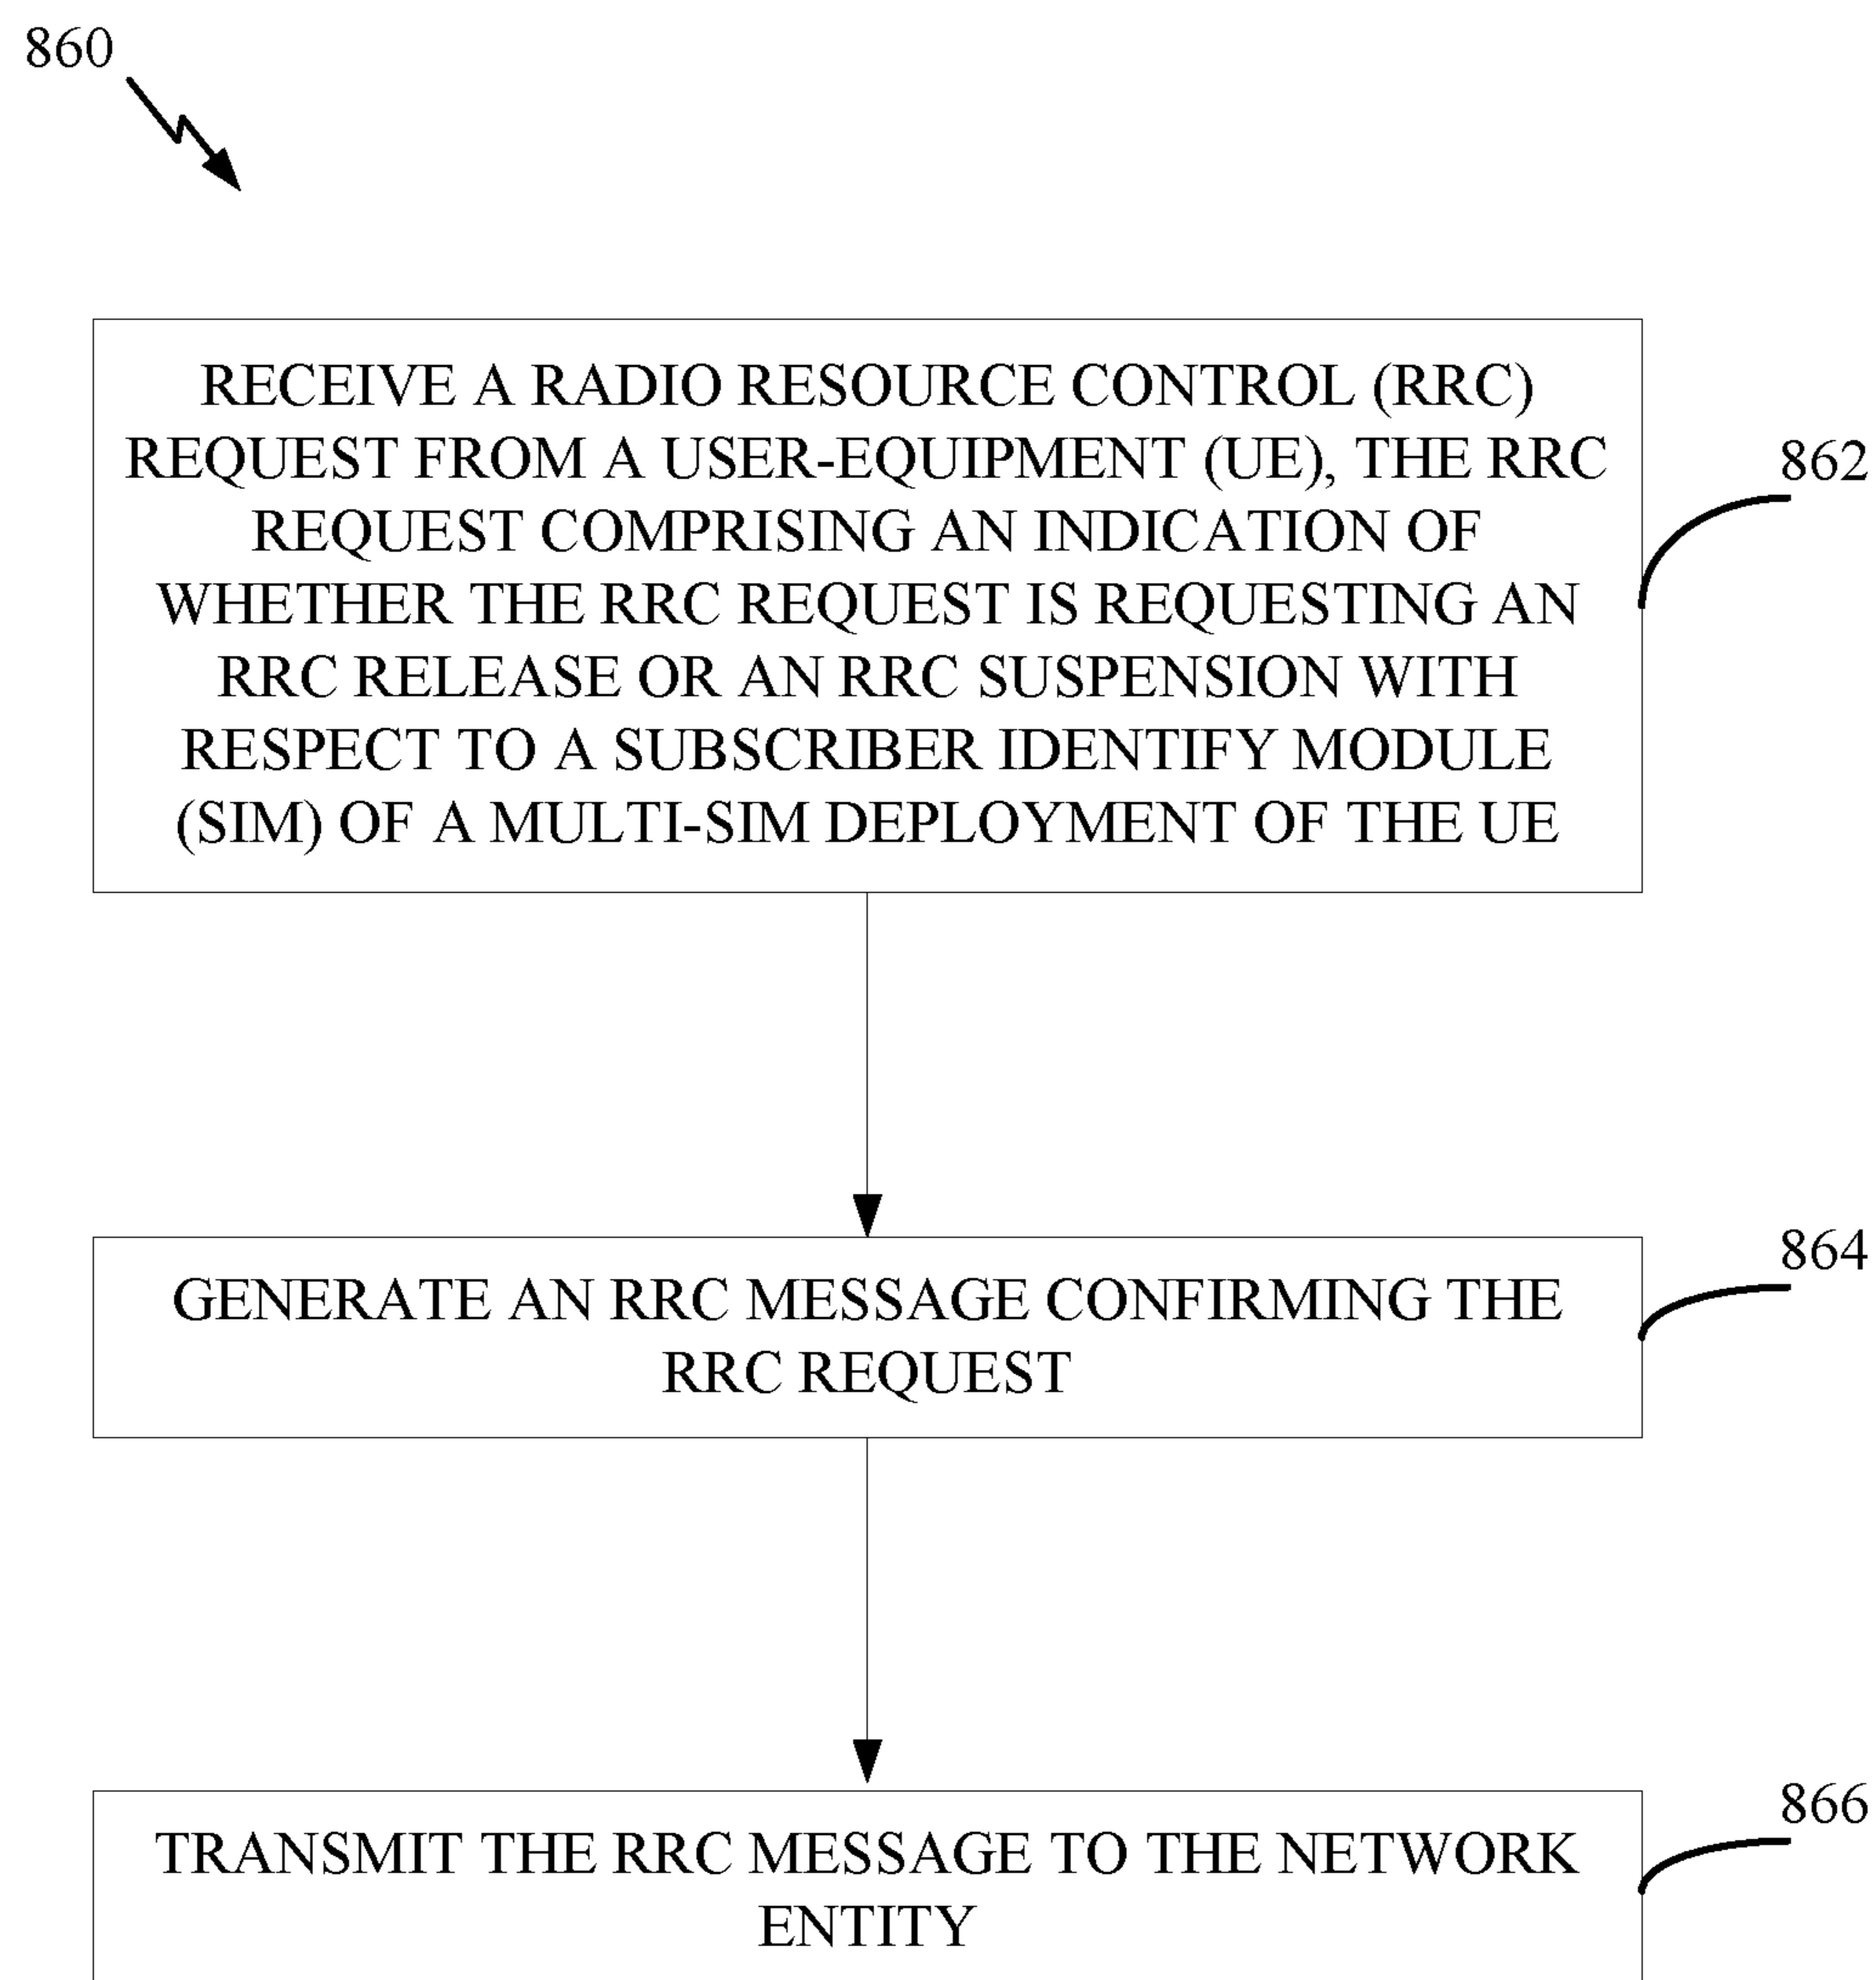 860
RECEIVE A RADIO RESOURCE CONTROL (RRC)
REQUEST FROM A USER-EQUIPMENT (UE), THE RRC
REQUEST COMPRISING AN INDICATION OF
WHETHER THE RRC REQUEST IS REQUESTING AN
RRC RELEASE OR AN RRC SUSPENSION WITH
RESPECT TO A SUBSCRIBER IDENTIFY MODULE
(SIM) OF A MULTI-SIM DEPLOYMENT OF THE UE
862
GENERATE AN RRC MESSAGE CONFIRMING THE
RRC REQUEST
864
TRANSMIT THE RRC MESSAGE TO THE NETWORK
ENTITY
866